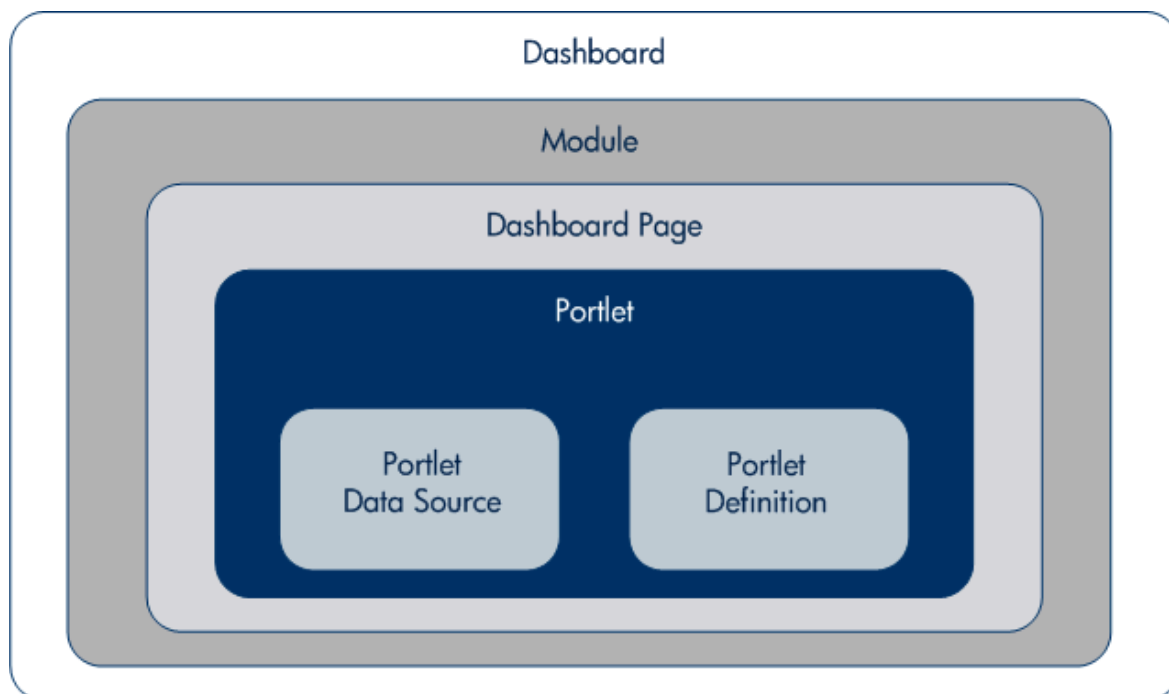 Dashboard
Module
Dashboard Page
Portlet
Portlet
Data Source
Portlet
Definition